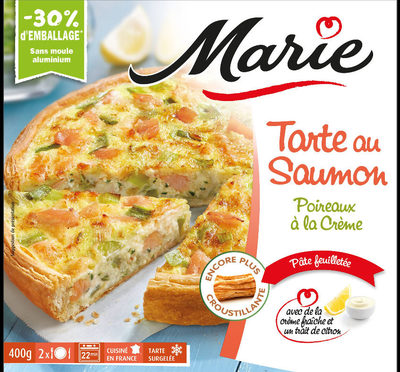 -30%
d'EMBALLAGE*
Sans moule
aluminium
Marie
Tarte au
Saumon
Poireaux
à la Crème
Pâte feuilletée
ENCORE PLUS
CROUSTILLANTE
avec de la
crème fraîche et
un trait de citron
400g
2x
22min
CUISINÉ
EN FRANCE
TARTE
SURGELÉE